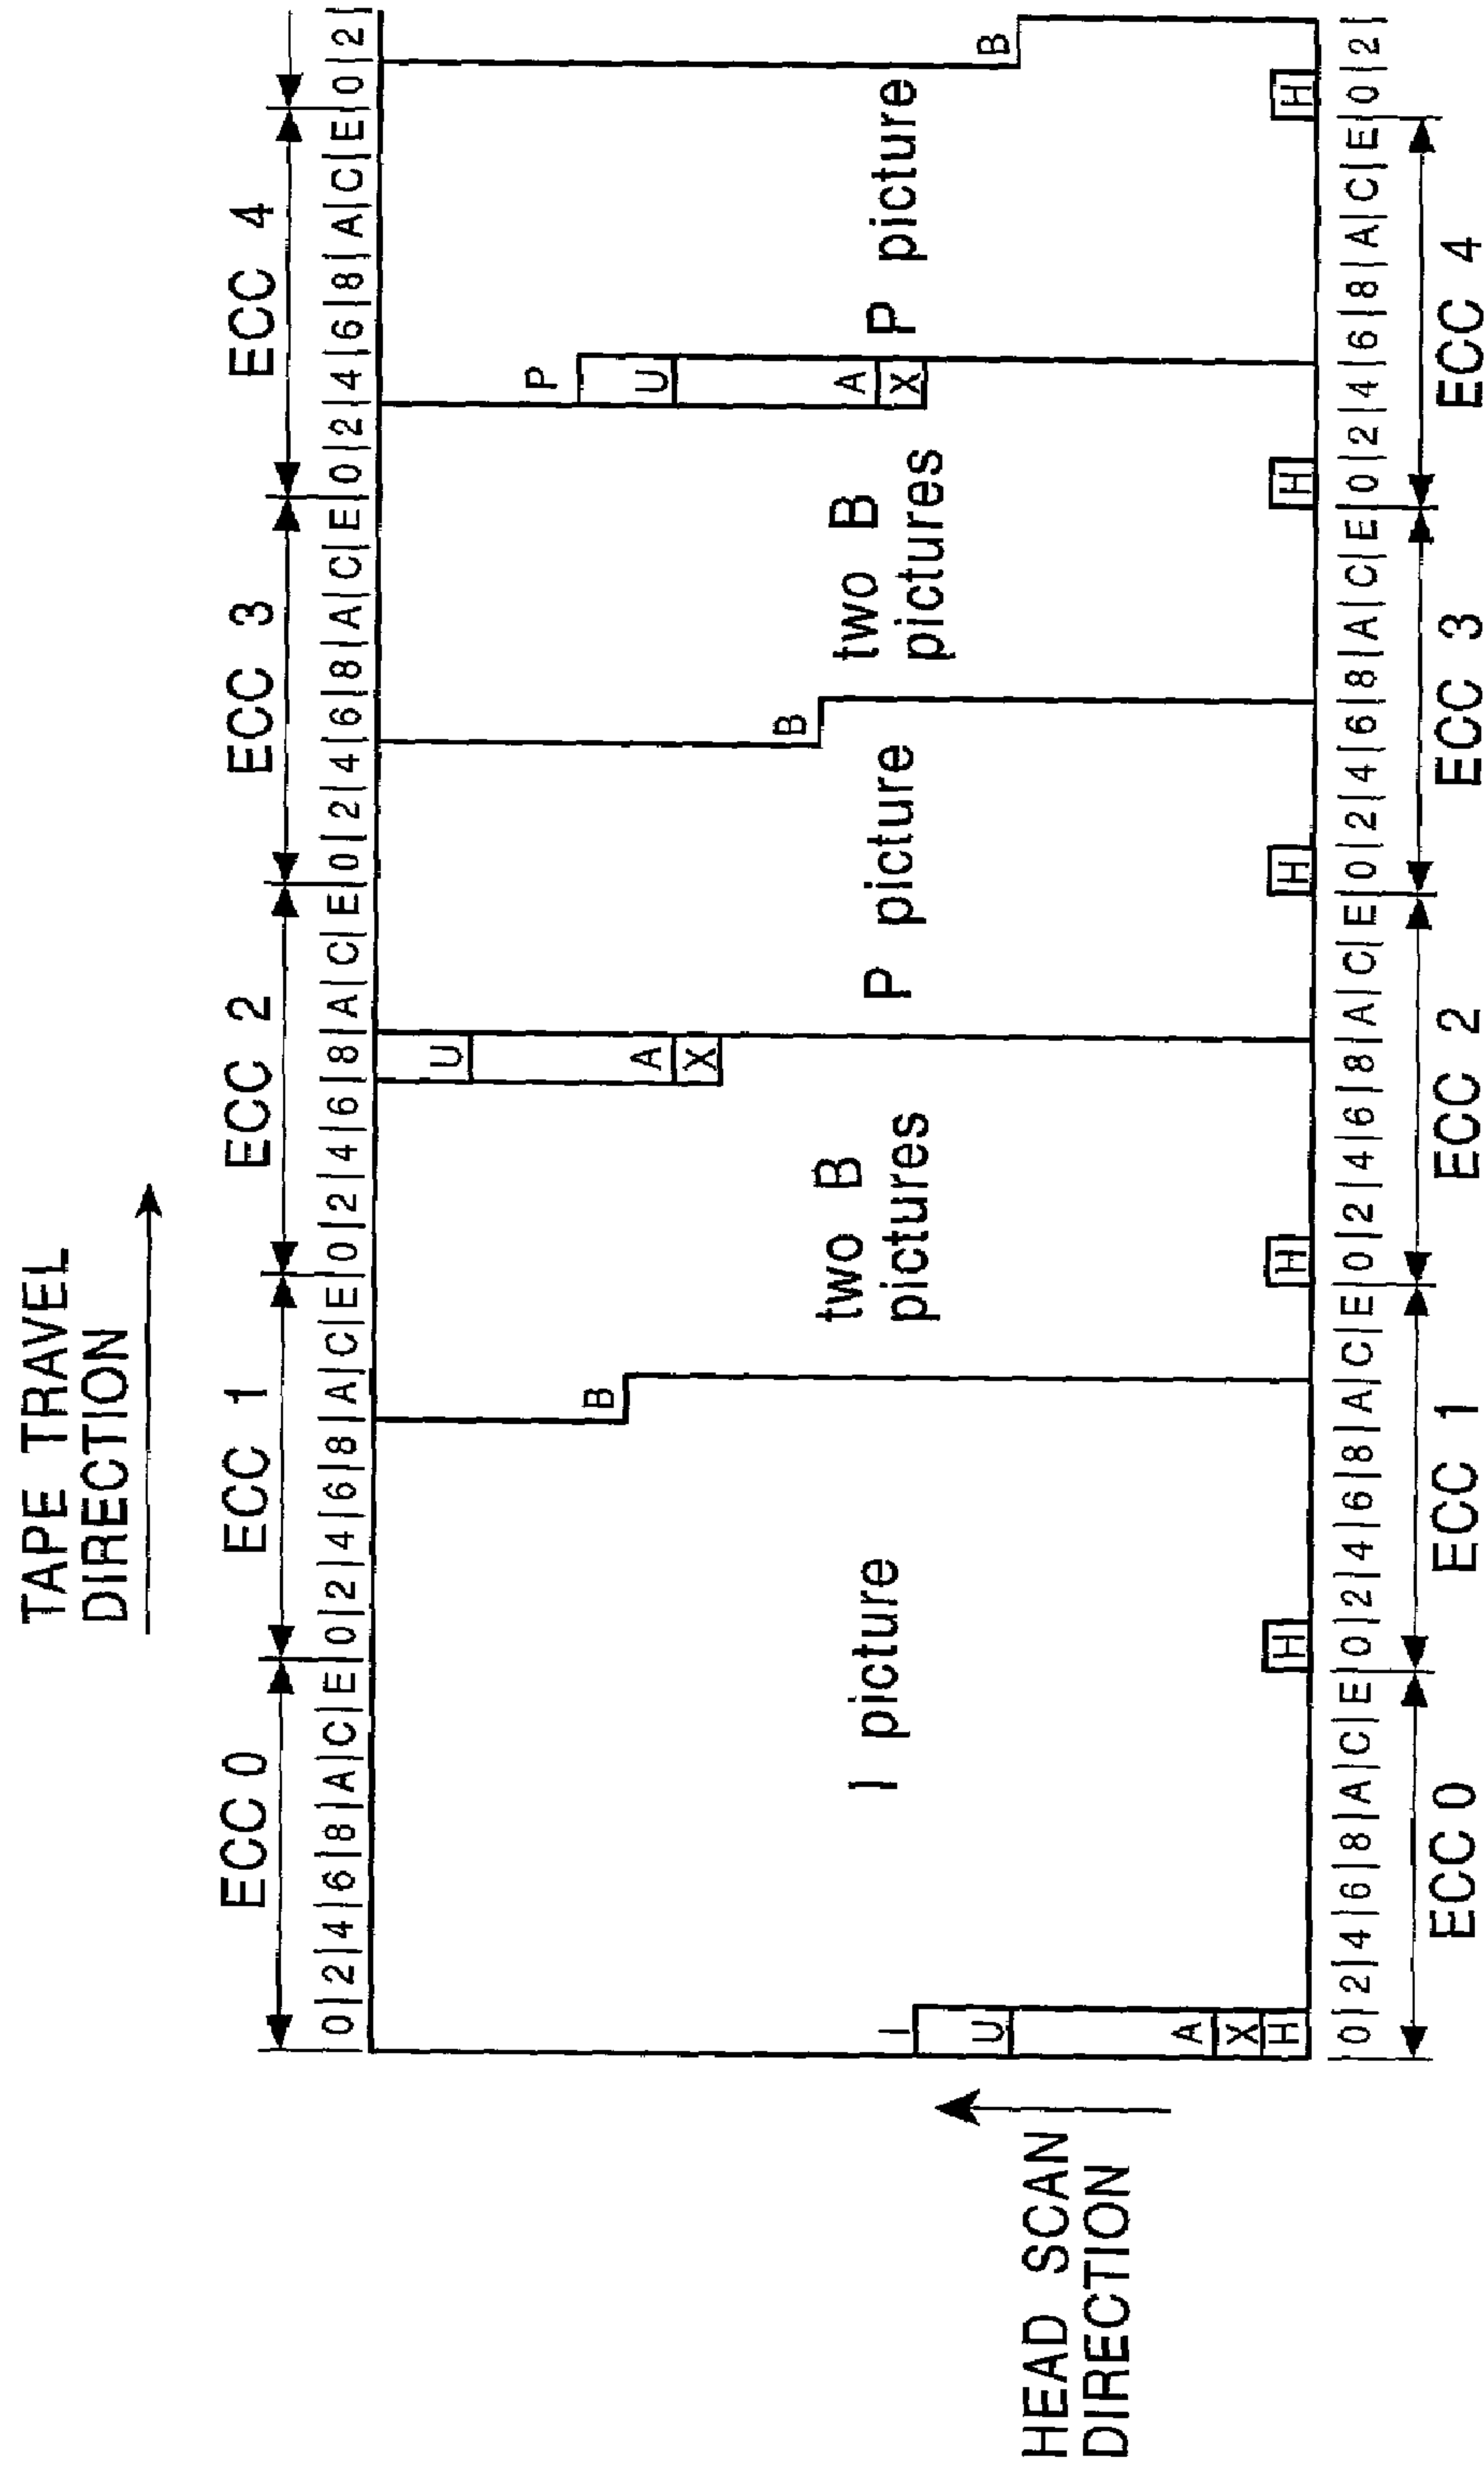 TAPE TRAVEL
DIRECTION
ECC 0
ECC 1
ECC 2
ECC 3
ECC 4
0|2|4|6|8|A|C|E|0|2|4|6|8|A|C|E|0|2|4|6|8|A|C|E|0|2|4|6|8|A|C|E|0|2|4|6|8|A|C|E|0|2|
U
P
B
U
A
X
B
U
A
X
B
I
I picture
two B
pictures
P picture
two B
pictures
P picture
U
A
X
H
H
H
H
H
H
0|2|4|6|8|A|C|E|0|2|4|6|8|A|C|E|0|2|4|6|8|A|C|E|0|2|4|6|8|A|C|E|0|2|4|6|8|A|C|E|0|2|
ECC 0
ECC 1
ECC 2
ECC 3
ECC 4
HEAD SCAN
DIRECTION